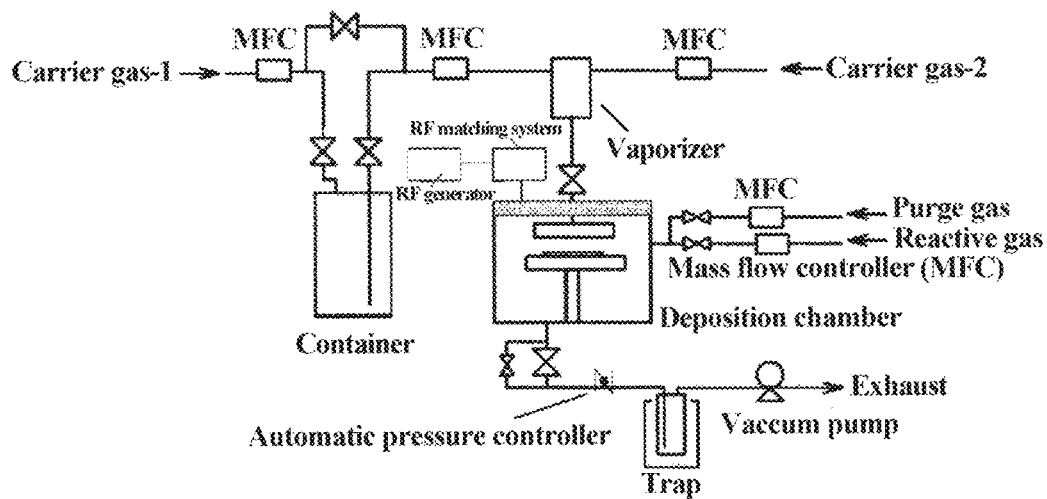 MFC
MFC
MFC
Carrier gas-1
Carrier gas-2
RF matching system
Vaporizer
RF generator
MFC
Purge gas
Reactive gas
Mass flow controller (MFC)
Deposition chamber
Container
Exhaust
Automatic pressure controller
Vaccum pump
Trap